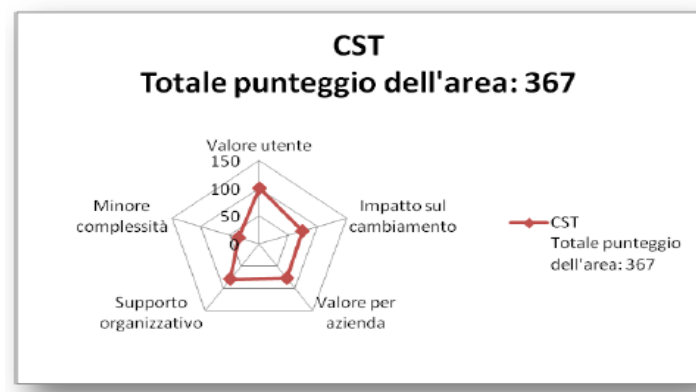 CST
Totale punteggio dell'area: 367
Valore utente
150
100
50
0
Impatto sul
cambiamento
Valore per
azienda
Supporto
organizzativo
Minore
complessità
CST
Totale punteggio
dell'area: 367